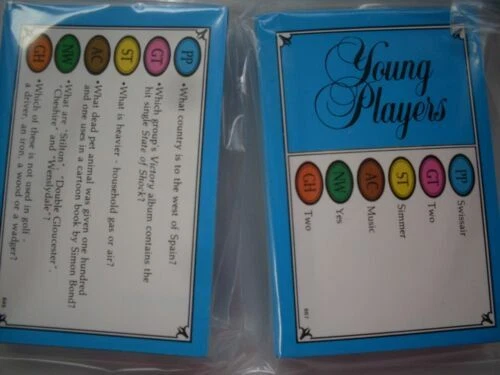 PP •What country is to the west of Spain?
GT •Which group's Victory album contains the
hit single State of Shock?
ST •What is heavier - household gas or air?
AC •What dead pet animal was given one hundred
and one uses in a cartoon book by Simon Bond?
NW •What are "Stilton", "Double Gloucester",
"Cheshire" and "Wenslydale"?
GH •Which of these is not used in golf -
a driver, an iron, a wood or a wadger?
Young
Players
PP Swissair
GT Two
ST Simmer
AC Music
NW Yes
GH Two